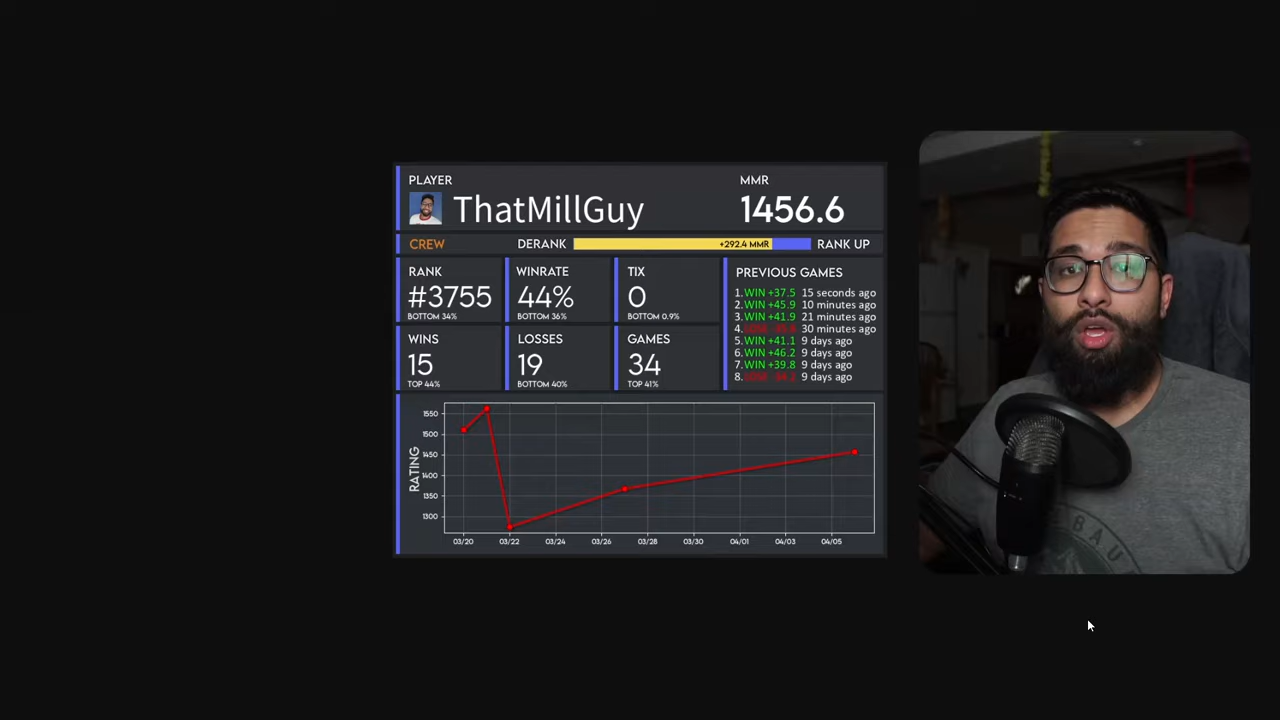 PLAYER
ThatMillGuy
MMR
1456.6
CREW
DERANK
+292.4 MMR
RANK UP
RANK
#3755
BOTTOM 34%
WINRATE
44%
BOTTOM 36%
TIX
0
BOTTOM 0.9%
WINS
15
TOP 44%
LOSSES
19
BOTTOM 40%
GAMES
34
TOP 41%
PREVIOUS GAMES
1. WIN +37.5 15 seconds ago
2. WIN +45.9 10 minutes ago
3. WIN +41.9 21 minutes ago
4. 30 minutes ago
5. WIN +41.1 9 days ago
6. WIN +46.2 9 days ago
7. WIN +39.8 9 days ago
8. 9 days ago
RATING
1550
1500
1450
1400
1350
1300
03/20 03/22 03/24 03/26 03/28 03/30 04/01 04/03 04/05